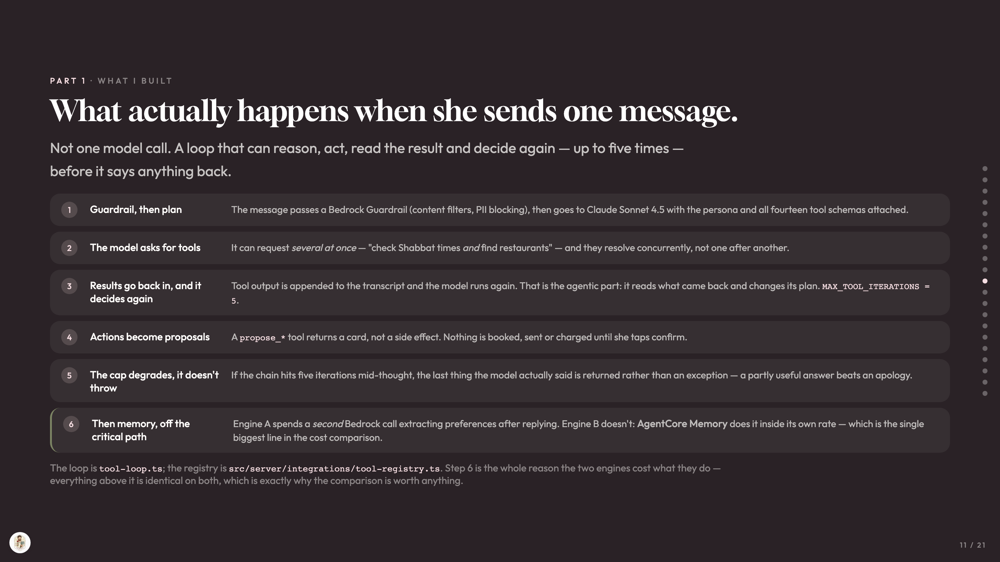 PART 1 · WHAT I BUILT
What actually happens when she sends one message.
Not one model call. A loop that can reason, act, read the result and decide again — up to five times —
before it says anything back.
1
Guardrail, then plan
The message passes a Bedrock Guardrail (content filters, PII blocking), then goes to Claude Sonnet 4.5 with the persona and all fourteen tool schemas attached.
2
The model asks for tools
It can request several at once — "check Shabbat times and find restaurants" — and they resolve concurrently, not one after another.
3
Results go back in, and it
decides again
Tool output is appended to the transcript and the model runs again. That is the agentic part: it reads what came back and changes its plan. MAX_TOOL_ITERATIONS =
5.
4
Actions become proposals
A propose_* tool returns a card, not a side effect. Nothing is booked, sent or charged until she taps confirm.
5
The cap degrades, it doesn't
throw
If the chain hits five iterations mid-thought, the last thing the model actually said is returned rather than an exception — a partly useful answer beats an apology.
6
Then memory, off the
critical path
Engine A spends a second Bedrock call extracting preferences after replying. Engine B doesn't: AgentCore Memory does it inside its own rate — which is the single
biggest line in the cost comparison.
The loop is tool-loop.ts; the registry is src/server/integrations/tool-registry.ts. Step 6 is the whole reason the two engines cost what they do —
everything above it is identical on both, which is exactly why the comparison is worth anything.
11 / 21